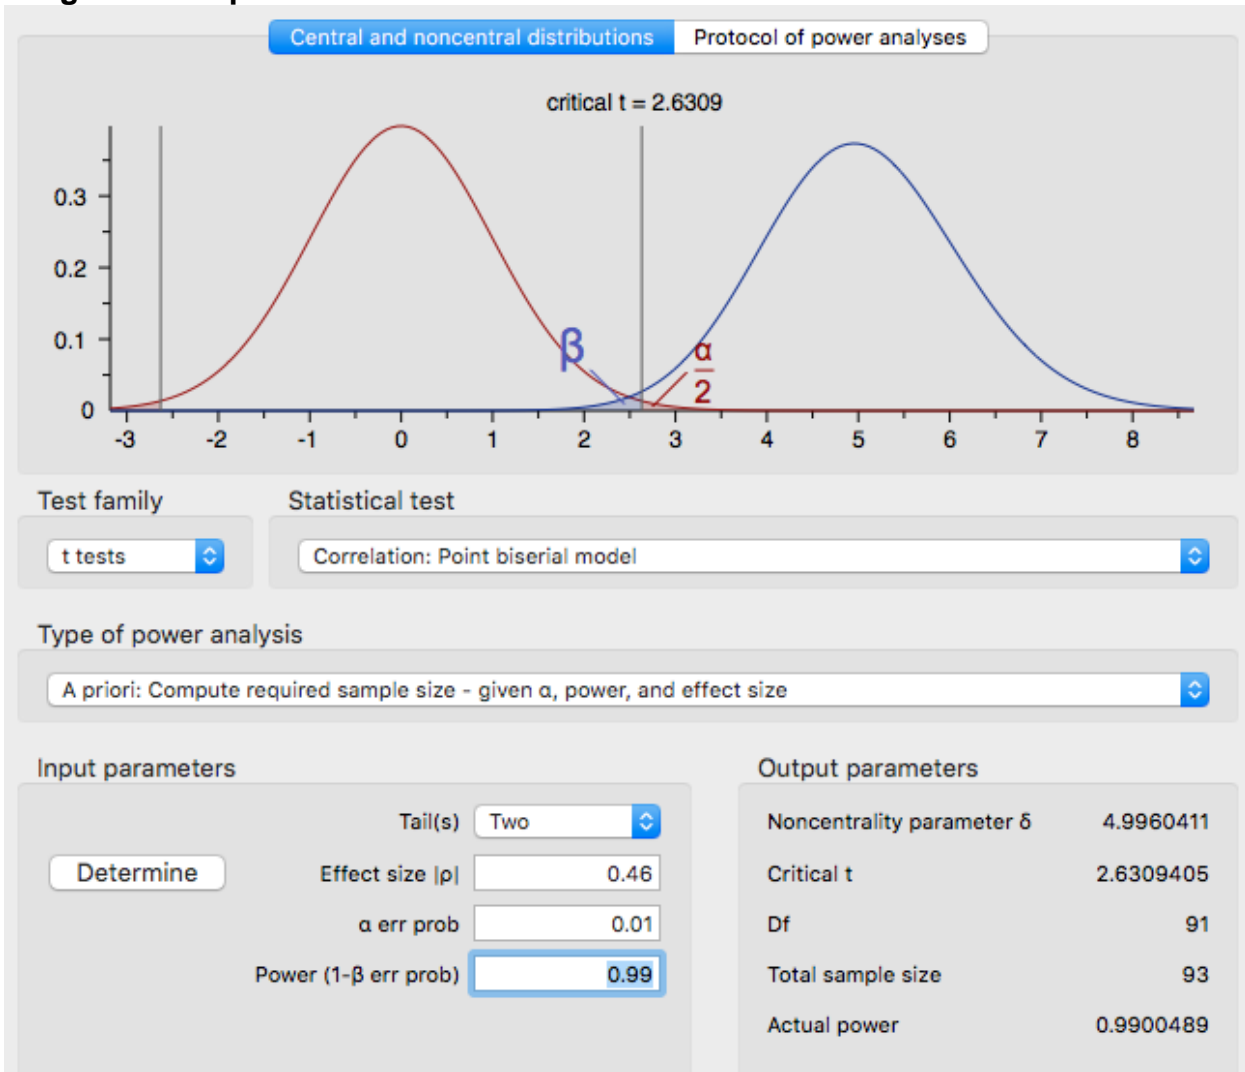 Central and noncentral distributions Protocol of power analyses
critical t = 2.6309
0.3
0.2
0.1
0
β
α
2
-3 -2 -1 0 1 2 3 4 5 6 7 8
Test family Statistical test
t tests Correlation: Point biserial model
Type of power analysis
A priori: Compute required sample size - given α, power, and effect size
Input parameters Output parameters
Tail(s) Two Noncentrality parameter δ 4.9960411
Determine Effect size |ρ| 0.46 Critical t 2.6309405
α err prob 0.01 Df 91
Power (1-β err prob) 0.99 Total sample size 93
Actual power 0.9900489